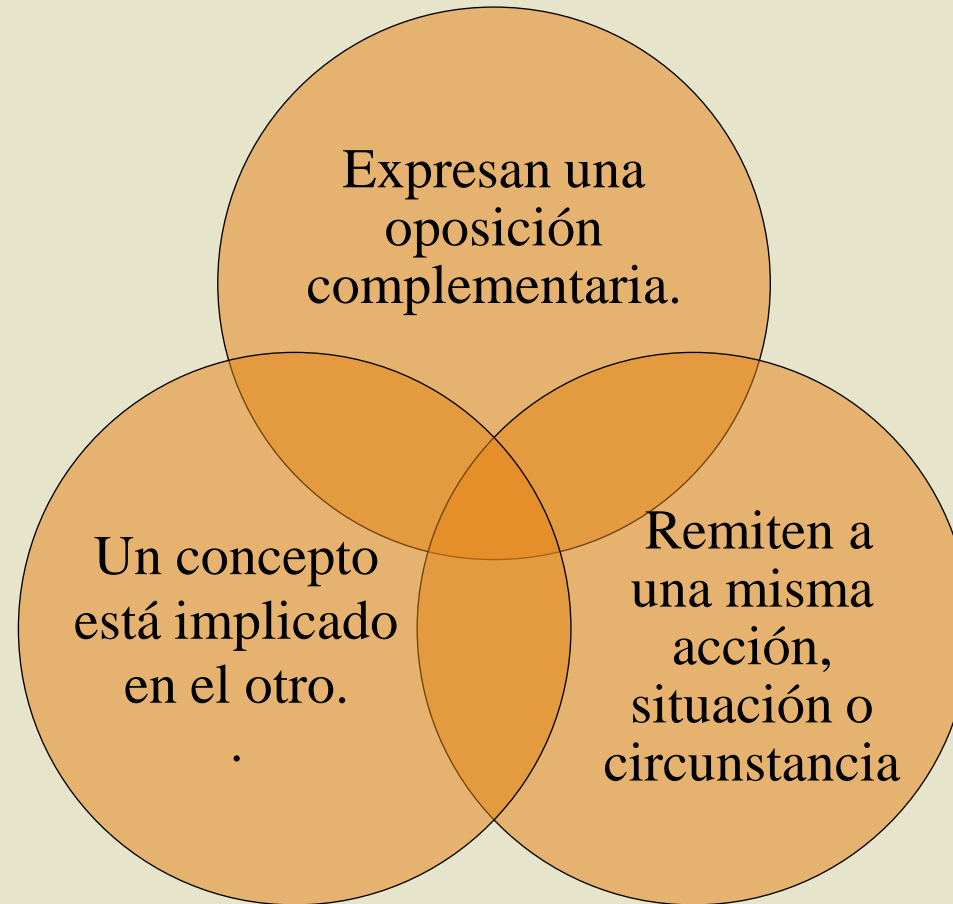 Expresan una
oposición
complementaria.
Un concepto
está implicado
en el otro.
.
Remiten a
una misma
acción,
situación o
circunstancia